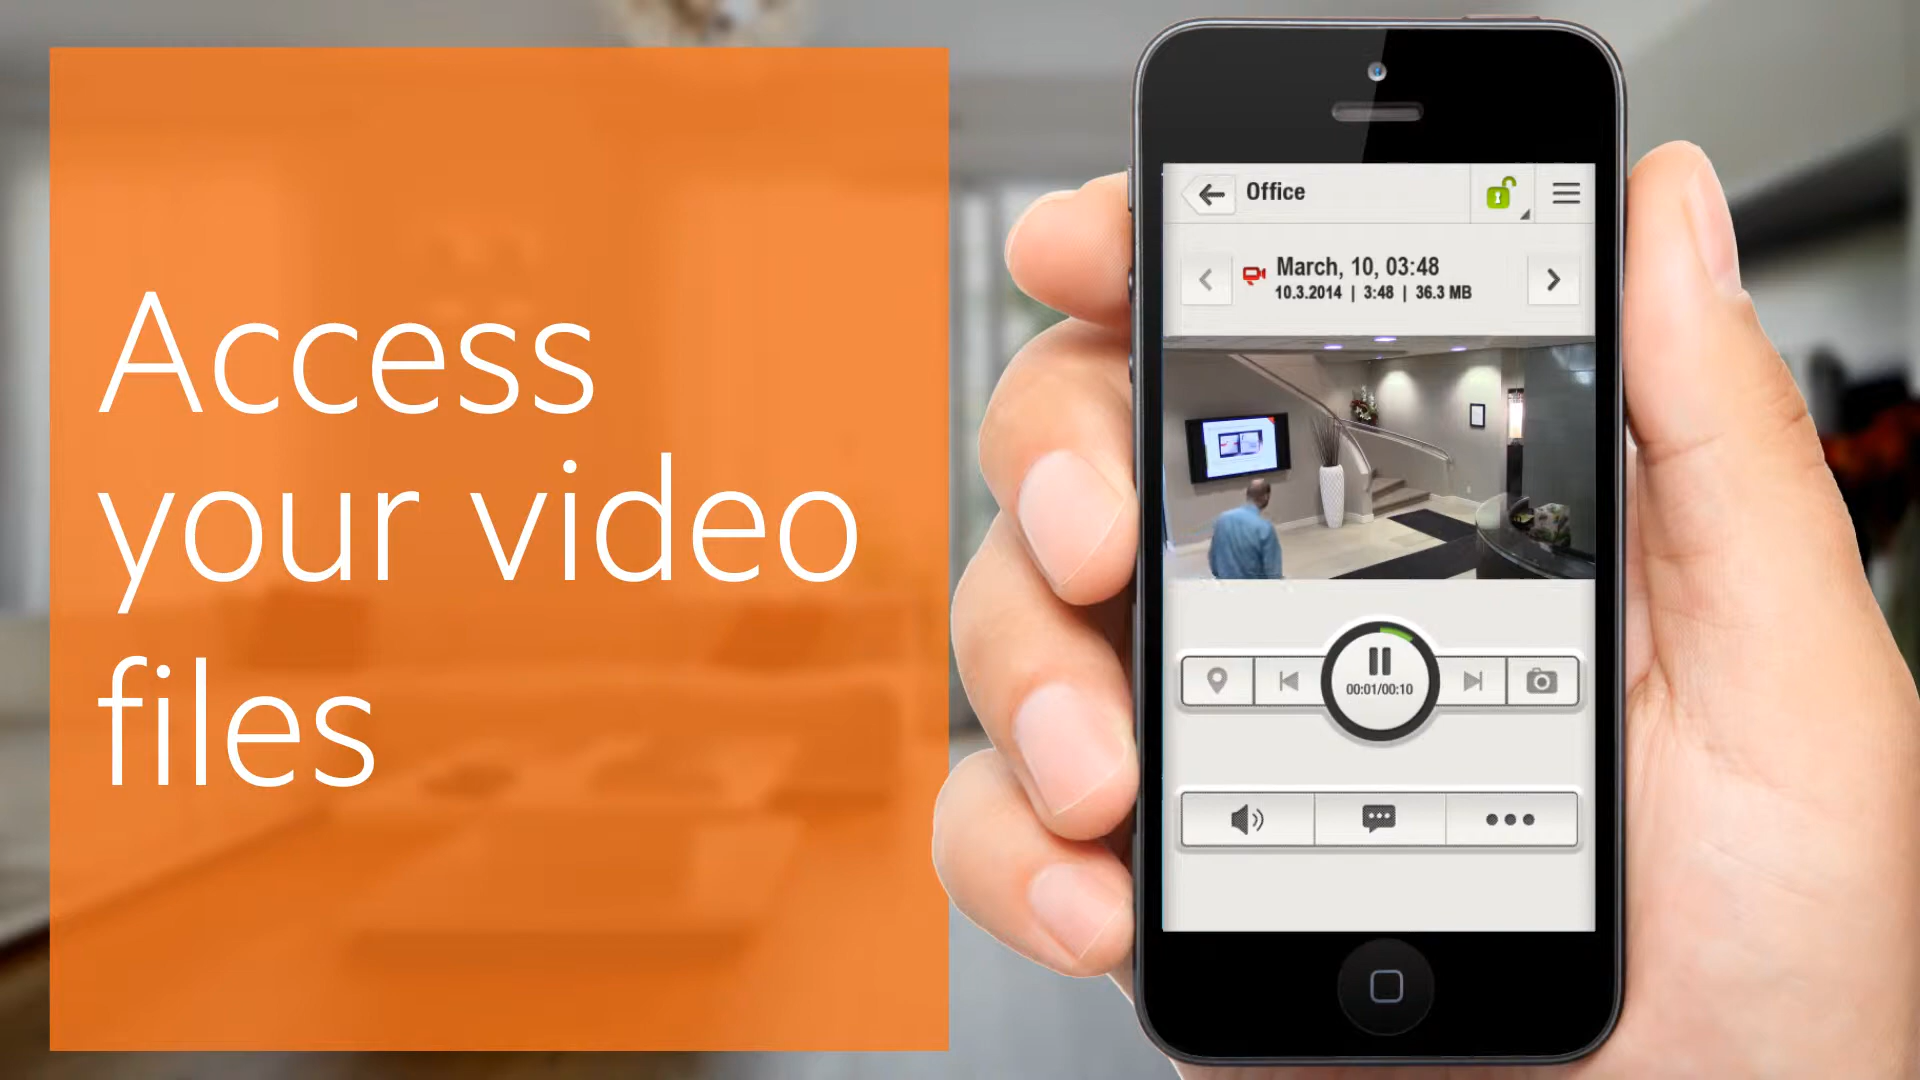 Access
your video
files
Office
March, 10, 03:48
10.3.2014 | 3:48 | 36.3 MB
00:01/00:10